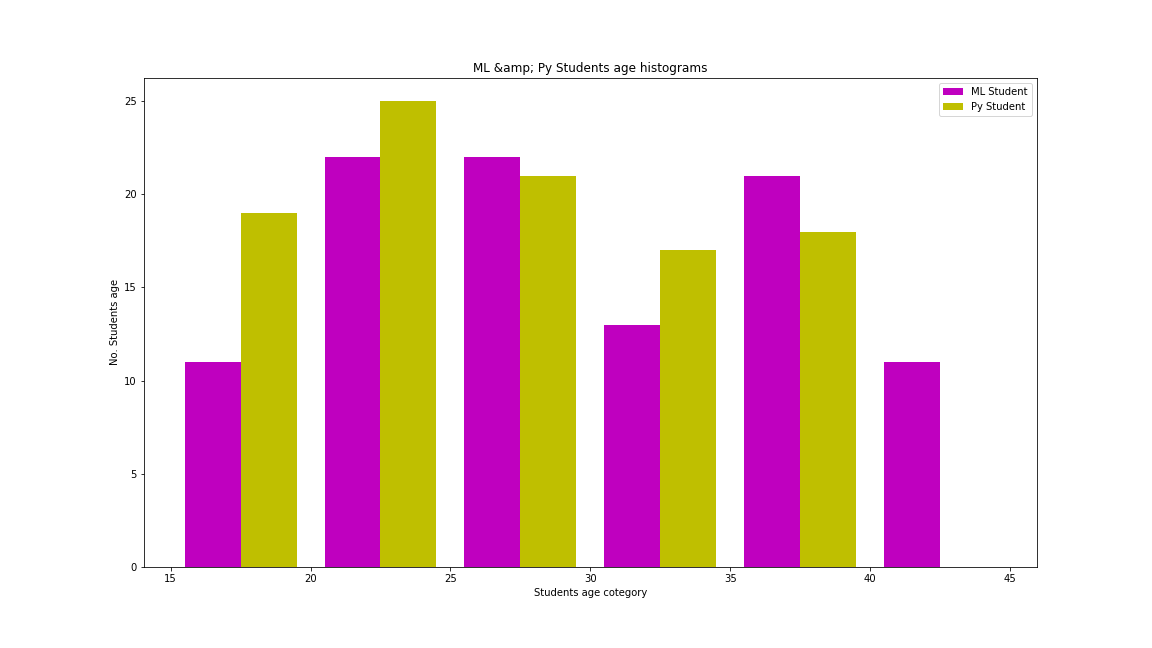 ML &amp; Py Students age histograms
ML Student
Py Student
25
20
15
10
5
0
No. Students age
15 20 25 30 35 40 45
Students age cotegory